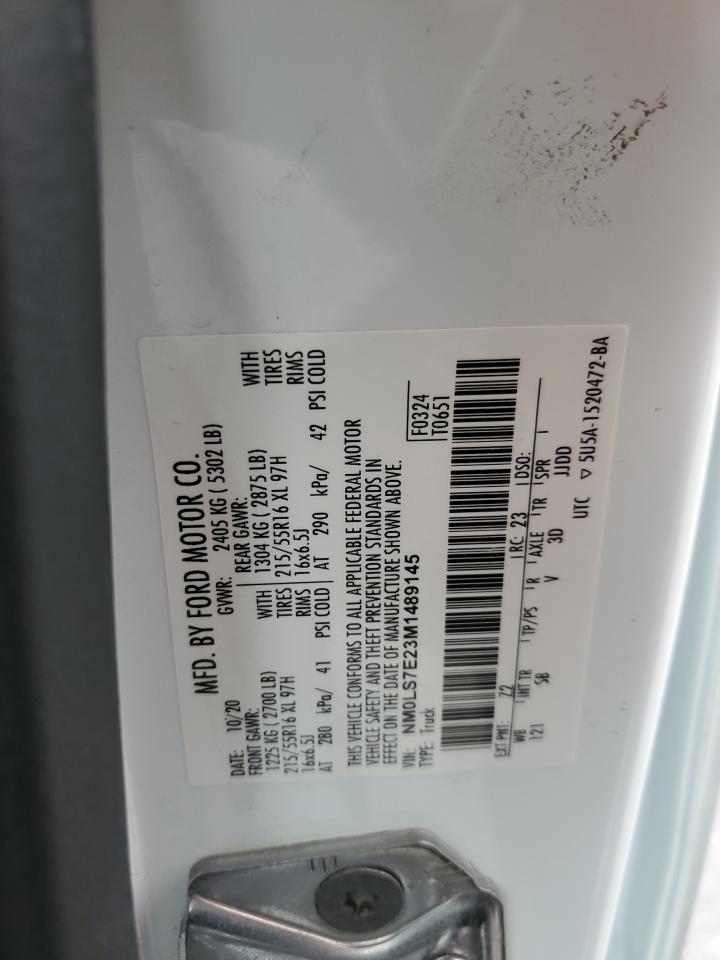 MFD. BY FORD MOTOR CO.
DATE: 10/20 GVWR: 2405 KG ( 5302 LB)
FRONT GAWR: REAR GAWR:
1225 KG ( 2700 LB) WITH 1304 KG ( 2875 LB) WITH
215/55R16 XL 97H TIRES 215/55R16 XL 97H TIRES
16x6.5J RIMS 16x6.5J RIMS
AT 280 kPa/ 41 PSI COLD AT 290 kPa/ 42 PSI COLD
THIS VEHICLE CONFORMS TO ALL APPLICABLE FEDERAL MOTOR
VEHICLE SAFETY AND THEFT PREVENTION STANDARDS IN
EFFECT ON THE DATE OF MANUFACTURE SHOWN ABOVE.
VIN: NM0LS7E23M1489145 F0324
TYPE: Truck T0651
EXT PNT: Z2 RC: 23 DSO:
WB INT TR TP/PS R AXLE TR SPR
121 SB V 3D JJDD
UTC ▽ 5U5A-1520472-BA